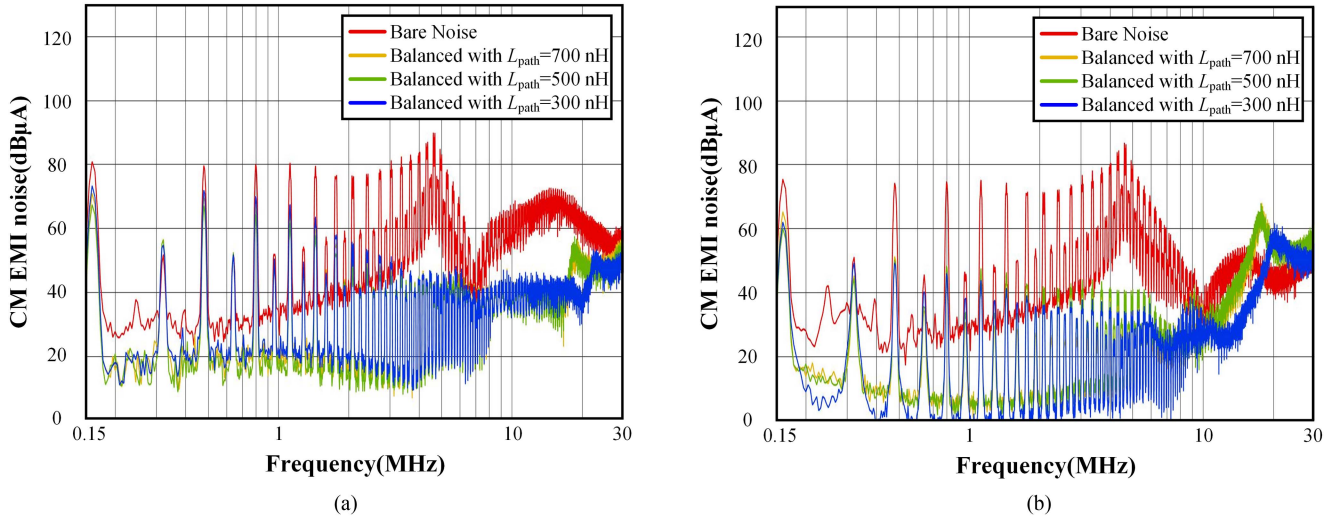 120
100
80
60
40
20
0
CM EMI noise(dBµA)
Bare Noise
Balanced with Lpath=700 nH
Balanced with Lpath=500 nH
Balanced with Lpath=300 nH
0.15
1
10
30
Frequency(MHz)
(a)
120
100
80
60
40
20
0
CM EMI noise(dBµA)
Bare Noise
Balanced with Lpath=700 nH
Balanced with Lpath=500 nH
Balanced with Lpath=300 nH
0.15
1
10
30
Frequency(MHz)
(b)